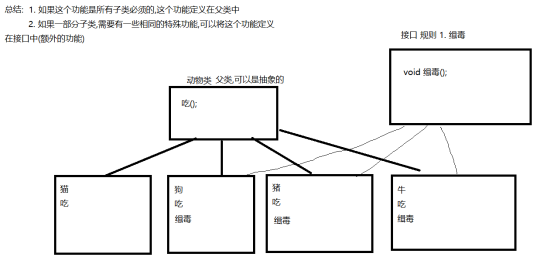 总结: 1. 如果这个功能是所有子类必须的,这个功能定义在父类中
2. 如果一部分子类,需要有一些相同的特殊功能,可以将这个功能定义
在接口中(额外的功能)
接口 规则 1. 缉毒
void 缉毒();
动物类 父类,可以是抽象的
吃();
猫
吃
狗
吃
缉毒
猪
吃
缉毒
牛
吃
缉毒